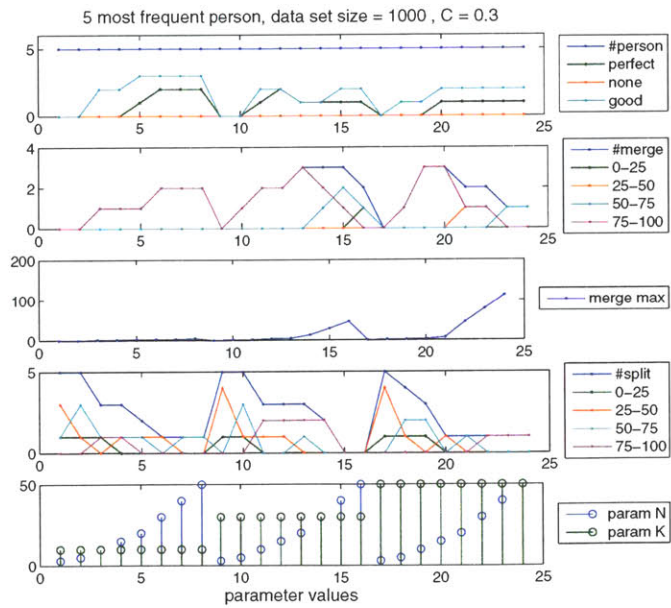 5 most frequent person, data set size = 1000 , C = 0.3
5
0
0 5 10 15 20 25
#person
perfect
none
good
4
2
0
0 5 10 15 20 25
#merge
0-25
25-50
50-75
75-100
200
100
0
0 5 10 15 20 25
merge max
5
0
0 5 10 15 20 25
#split
0-25
25-50
50-75
75-100
50
0
0 5 10 15 20 25
param N
param K
parameter values